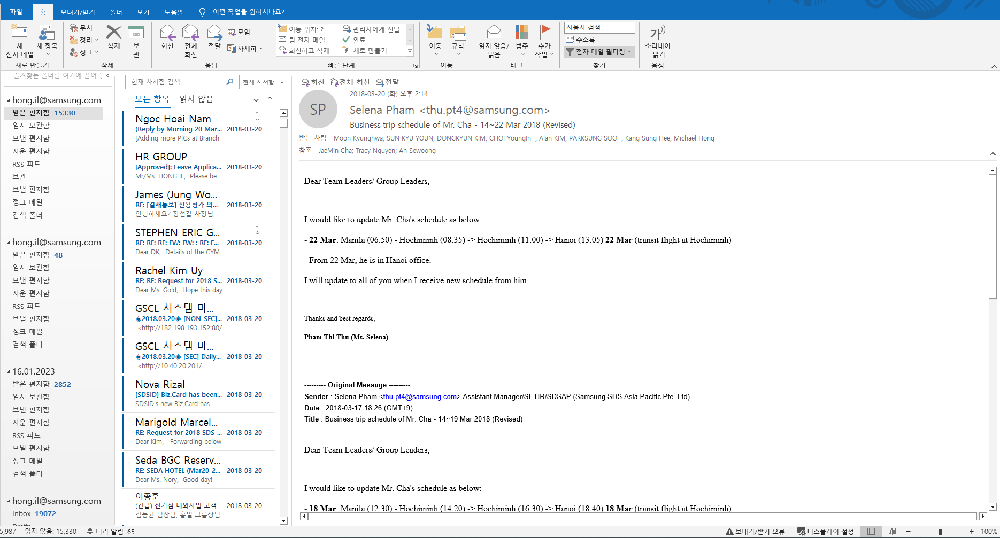 파일 홈 보내기/받기 폴더 보기 도움말 어떤 작업을 원하시나요?
새 전자 메일
새 항목
새로 만들기
무시
정리
정크
삭제
보관
삭제
회신
전체 회신
전달
모임
자세히
응답
이동 위치: ?
팀 전자 메일
회신하고 삭제
관리자에게 전달
완료
새로 만들기
빠른 단계
이동
규칙
이동
읽지 않음/읽음
범주
추가 작업
태그
사용자 검색
주소록
전자 메일 필터링
찾기
가
소리내어 읽기
음성
즐겨찾는 폴더를 여기에 끌어
hong.il@samsung.com
받은 편지함 15330
임시 보관함
보낸 편지함
지운 편지함
RSS 피드
보관
보낼 편지함
정크 메일
검색 폴더
hong.il@samsung.com
받은 편지함 48
임시 보관함
보낸 편지함
지운 편지함
RSS 피드
보낼 편지함
정크 메일
검색 폴더
16.01.2023
받은 편지함 2852
임시 보관함
보낸 편지함
지운 편지함
RSS 피드
보낼 편지함
정크 메일
검색 폴더
hong.il@samsung.com
Inbox 19072
현재 사서함 검색 현재 사서함
모든 항목 읽지 않음
Ngoc Hoai Nam
(Reply by Morning 20 Mar... 2018-03-20
[Adding more PICs at Branch
HR GROUP
[Approved]: Leave Applica... 2018-03-20
Mr/Ms. HONG IL, Please be
James (Jung Wo...
RE: [결재통보] 신용평가 의... 2018-03-20
안녕하세요? 장선갑 차장님,
STEPHEN ERIC G...
RE: RE: RE: FW: FW: : RE: F... 2018-03-20
Dear DK, Details of the CYM
Rachel Kim Uy
RE: RE: Request for 2018 S... 2018-03-20
Dear Ms. Gold, Hope this day
GSCL 시스템 마...
◈2018.03.20◈ [NON-SEC]... 2018-03-20
<http://182.198.193.152:80/
GSCL 시스템 마...
◈2018.03.20◈ [SEC] Daily... 2018-03-20
<http://10.40.20.201/
Nova Rizal
[SDSID] Biz.Card has been... 2018-03-20
SDSID's new Biz.Card has
Marigold Marcel...
RE: Request for 2018 SDS-... 2018-03-20
Dear Kim, Forwarding below
Seda BGC Reserv...
RE: SEDA HOTEL (Mar20-2... 2018-03-20
Dear Ms. Nory, Good day!
이종훈
(긴급) 전거점 대외사업 고객... 2018-03-20
김동균 팀장님, 홍일 그룹장님.
회신 전체 회신 전달
SP
2018-03-20 (화) 오후 2:14
Selena Pham <thu.pt4@samsung.com>
Business trip schedule of Mr. Cha - 14~22 Mar 2018 (Revised)
받는 사람 Moon Kyunghwa; SUN KYU YOUN; DONGKYUN KIM; CHOI YoungIn ; Alan KIM; PARKSUNG SOO ; Kang Sung Hee; Michael Hong
참조 JaeMin Cha; Tracy Nguyen; An Sewoong
Dear Team Leaders/ Group Leaders,
I would like to update Mr. Cha's schedule as below:
- 22 Mar: Manila (06:50) - Hochiminh (08:35) -> Hochiminh (11:00) -> Hanoi (13:05) 22 Mar (transit flight at Hochiminh)
- From 22 Mar, he is in Hanoi office.
I will update to all of you when I receive new schedule from him
Thanks and best regards,
Pham Thi Thu (Ms. Selena)
--------- Original Message ---------
Sender : Selena Pham <thu.pt4@samsung.com> Assistant Manager/SL HR/SDSAP (Samsung SDS Asia Pacific Pte. Ltd)
Date : 2018-03-17 18:26 (GMT+9)
Title : Business trip schedule of Mr. Cha - 14~19 Mar 2018 (Revised)
Dear Team Leaders/ Group Leaders,
I would like to update Mr. Cha's schedule as below:
- 18 Mar: Manila (12:30) - Hochiminh (14:20) -> Hochiminh (16:30) -> Hanoi (18:40) 18 Mar (transit flight at Hochiminh)
5,987 읽지 않음: 15,330 미리 알림: 65 보내기/받기 오류 디스플레이 설정 100%